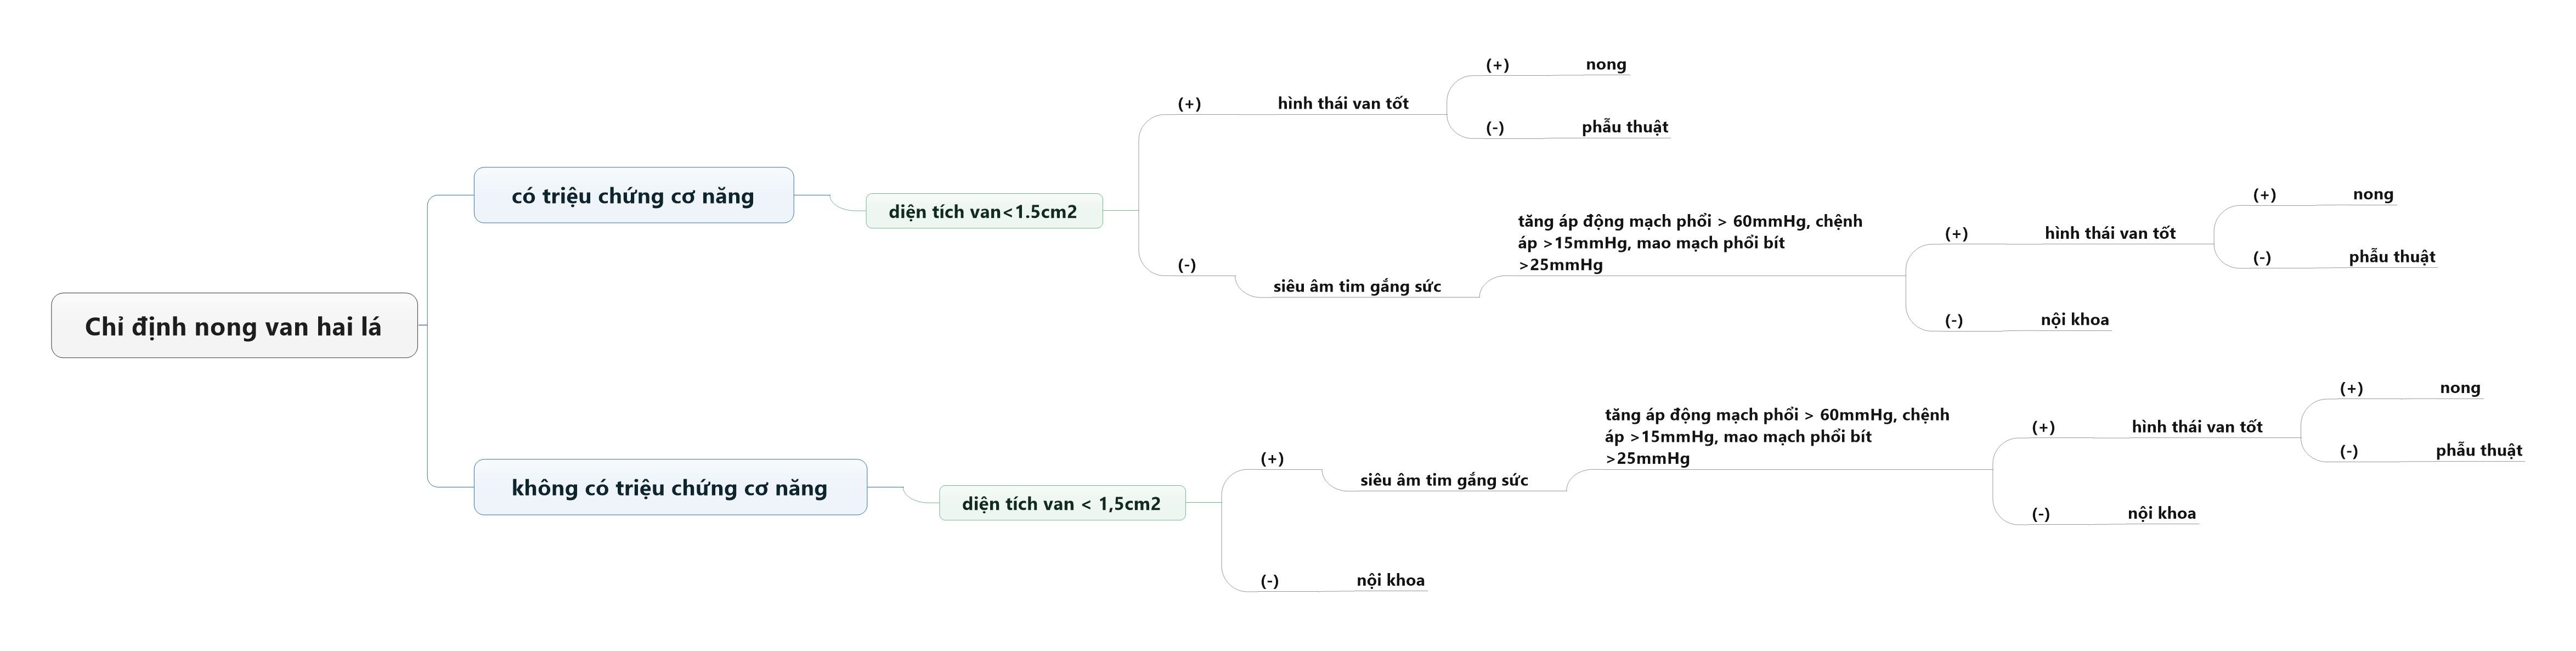 Chỉ định nong van hai lá
có triệu chứng cơ năng
diện tích van<1.5cm2
(+)
hình thái van tốt
(+)
nong
(-)
phẫu thuật
(-)
siêu âm tim gắng sức
tăng áp động mạch phổi > 60mmHg, chệnh
áp >15mmHg, mao mạch phổi bít
>25mmHg
(+)
hình thái van tốt
(+)
nong
(-)
phẫu thuật
(-)
nội khoa
không có triệu chứng cơ năng
diện tích van < 1,5cm2
(+)
siêu âm tim gắng sức
tăng áp động mạch phổi > 60mmHg, chệnh
áp >15mmHg, mao mạch phổi bít
>25mmHg
(+)
hình thái van tốt
(+)
nong
(-)
phẫu thuật
(-)
nội khoa
(-)
nội khoa